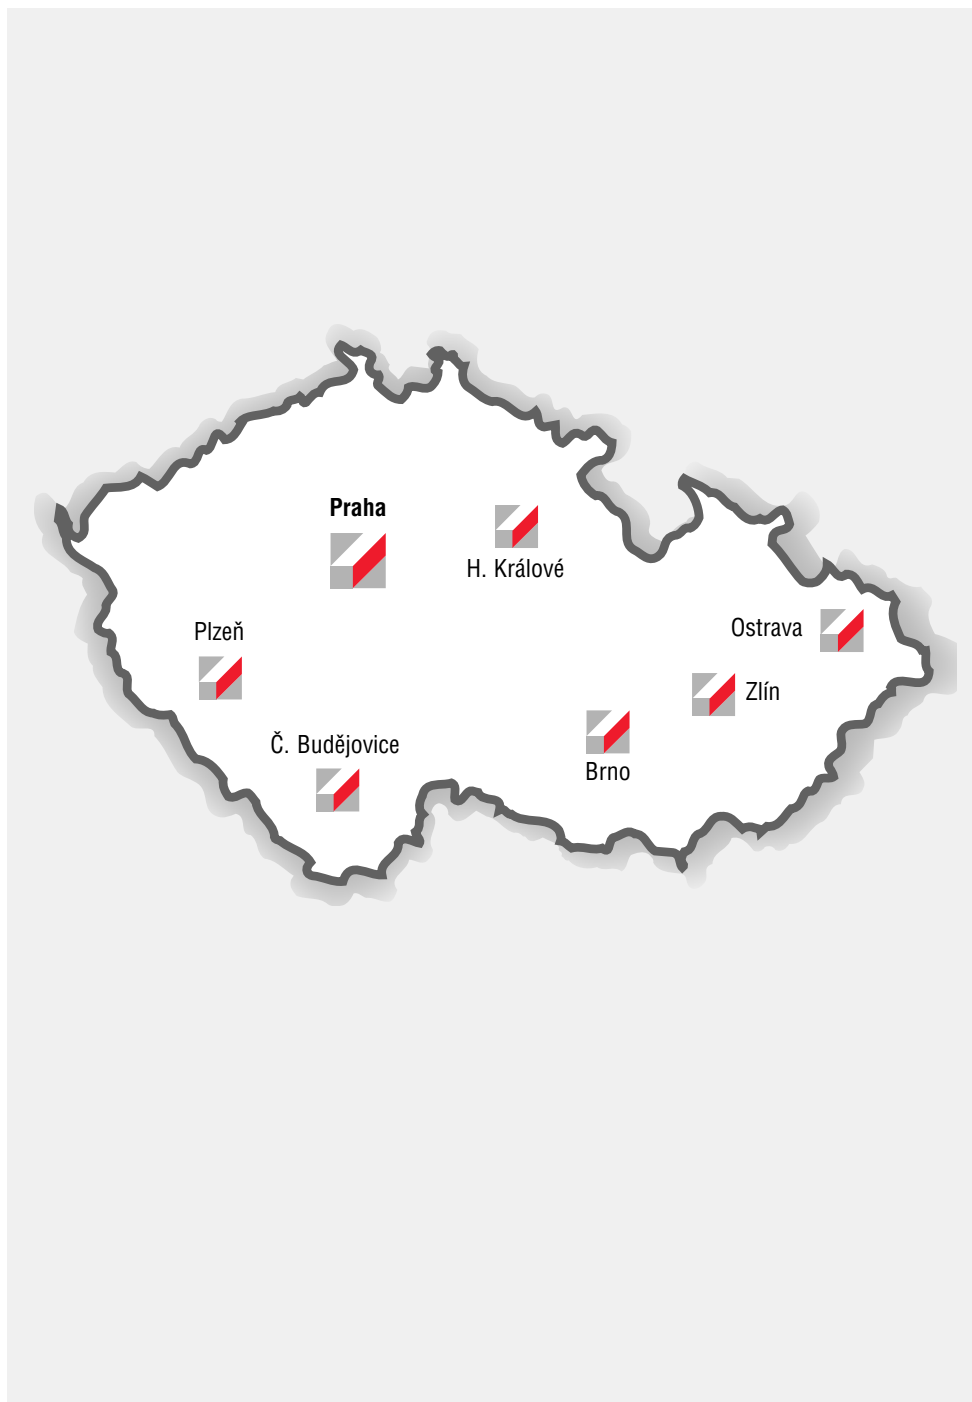 Praha
H. Králové
Plzeň
Ostrava
Zlín
Č. Budějovice
Brno